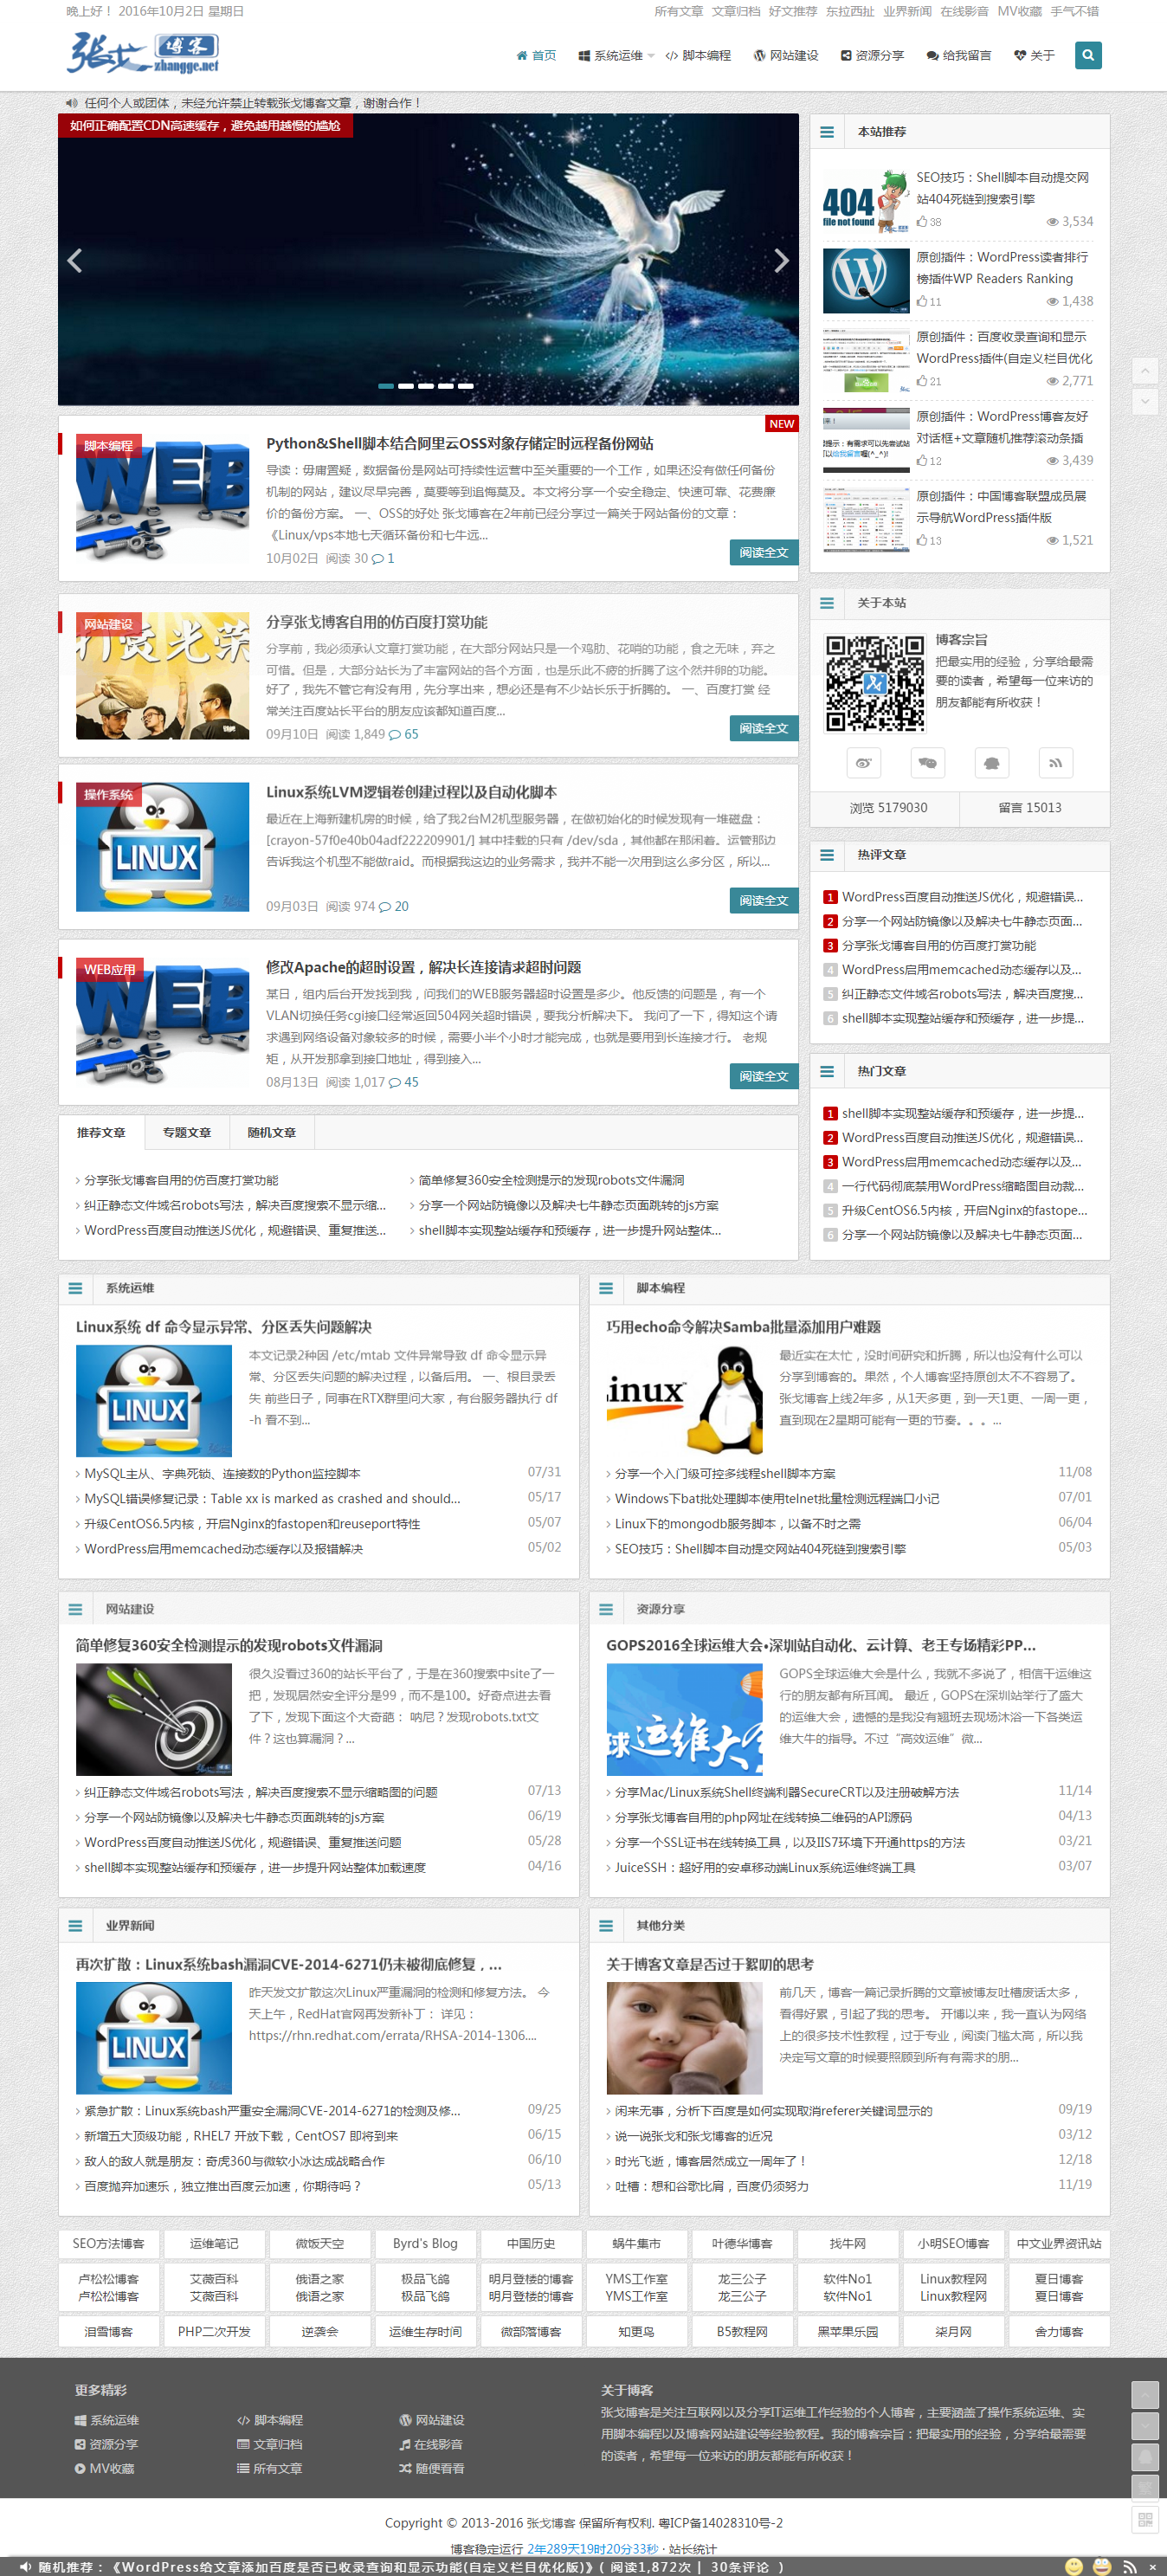 晚上好！ 2016年10月2日 星期日
所有文章 文章归档 好文推荐 东拉西扯 业界新闻 在线影音 MV收藏 手气不错
张戈博客 zhangge.net
首页 系统运维 脚本编程 网站建设 资源分享 给我留言 关于
任何个人或团体，未经允许禁止转载张戈博客文章，谢谢合作！
如何正确配置CDN高速缓存，避免越用越慢的尴尬
NEW
脚本编程
Python&Shell脚本结合阿里云OSS对象存储定时远程备份网站
导读：毋庸置疑，数据备份是网站可持续性运营中至关重要的一个工作，如果还没有做任何备份
机制的网站，建议尽早完善，莫要等到追悔莫及。本文将分享一个安全稳定、快速可靠、花费廉
价的备份方案。 一、OSS的好处 张戈博客在2年前已经分享过一篇关于网站备份的文章：
《Linux/vps本地七天循环备份和七牛远...
10月02日 阅读 30 1
阅读全文
网站建设
分享张戈博客自用的仿百度打赏功能
分享前，我必须承认文章打赏功能，在大部分网站只是一个鸡肋、花哨的功能，食之无味，弃之
可惜。但是，大部分站长为了丰富网站的各个方面，也是乐此不疲的折腾了这个然并卵的功能。
好了，我先不管它有没有用，先分享出来，想必还是有不少站长乐于折腾的。 一、百度打赏 经
常关注百度站长平台的朋友应该都知道百度...
09月10日 阅读 1,849 65
阅读全文
操作系统
LINUX
Linux系统LVM逻辑卷创建过程以及自动化脚本
最近在上海新建机房的时候，给了我2台M2机型服务器，在做初始化的时候发现有一堆磁盘：
[crayon-57f0e40b04adf222209901/] 其中挂载的只有 /dev/sda，其他都在那闲着。运管那边
告诉我这个机型不能做raid。而根据我这边的业务需求，我并不能一次用到这么多分区，所以...
09月03日 阅读 974 20
阅读全文
WEB应用
修改Apache的超时设置，解决长连接请求超时问题
某日，组内后台开发找到我，问我们的WEB服务器超时设置是多少。他反馈的问题是，有一个
VLAN切换任务cgi接口经常返回504网关超时错误，要我分析解决下。 我问了一下，得知这个请
求遇到网络设备对象较多的时候，需要小半个小时才能完成，也就是要用到长连接才行。 老规
矩，从开发那拿到接口地址，得到接入...
08月13日 阅读 1,017 45
阅读全文
推荐文章 专题文章 随机文章
分享张戈博客自用的仿百度打赏功能
简单修复360安全检测提示的发现robots文件漏洞
纠正静态文件域名robots写法，解决百度搜索不显示缩...
分享一个网站防镜像以及解决七牛静态页面跳转的js方案
WordPress百度自动推送JS优化，规避错误、重复推送...
shell脚本实现整站缓存和预缓存，进一步提升网站整体...
本站推荐
404 file not found
SEO技巧：Shell脚本自动提交网
站404死链到搜索引擎
38 3,534
原创插件：WordPress读者排行
榜插件WP Readers Ranking
11 1,438
原创插件：百度收录查询和显示
WordPress插件(自定义栏目优化
21 2,771
原创插件：WordPress博客友好
对话框+文章随机推荐滚动条插
12 3,439
原创插件：中国博客联盟成员展
示导航WordPress插件版
13 1,521
关于本站
博客宗旨
把最实用的经验，分享给最需
要的读者，希望每一位来访的
朋友都能有所收获！
浏览 5179030 留言 15013
热评文章
1 WordPress百度自动推送JS优化，规避错误...
2 分享一个网站防镜像以及解决七牛静态页面...
3 分享张戈博客自用的仿百度打赏功能
4 WordPress启用memcached动态缓存以及...
5 纠正静态文件域名robots写法，解决百度搜...
6 shell脚本实现整站缓存和预缓存，进一步提...
热门文章
1 shell脚本实现整站缓存和预缓存，进一步提...
2 WordPress百度自动推送JS优化，规避错误...
3 WordPress启用memcached动态缓存以及...
4 一行代码彻底禁用WordPress缩略图自动裁...
5 升级CentOS6.5内核，开启Nginx的fastope...
6 分享一个网站防镜像以及解决七牛静态页面...
系统运维
Linux系统 df 命令显示异常、分区丢失问题解决
LINUX
本文记录2种因 /etc/mtab 文件异常导致 df 命令显示异
常、分区丢失问题的解决过程，以备后用。 一、根目录丢
失 前些日子，同事在RTX群里问大家，有台服务器执行 df
-h 看不到...
MySQL主从、字典死锁、连接数的Python监控脚本 07/31
MySQL错误修复记录：Table xx is marked as crashed and should... 05/17
升级CentOS6.5内核，开启Nginx的fastopen和reuseport特性 05/07
WordPress启用memcached动态缓存以及报错解决 05/02
脚本编程
巧用echo命令解决Samba批量添加用户难题
最近实在太忙，没时间研究和折腾，所以也没有什么可以
分享到博客的。果然，个人博客坚持原创太不不容易了。
张戈博客上线2年多，从1天多更，到一天1更、一周一更，
直到现在2星期可能有一更的节奏。。。...
分享一个入门级可控多线程shell脚本方案 11/08
Windows下bat批处理脚本使用telnet批量检测远程端口小记 07/01
Linux下的mongodb服务脚本，以备不时之需 06/04
SEO技巧：Shell脚本自动提交网站404死链到搜索引擎 05/03
网站建设
简单修复360安全检测提示的发现robots文件漏洞
很久没看过360的站长平台了，于是在360搜索中site了一
把，发现居然安全评分是99，而不是100。好奇点进去看
了下，发现下面这个大奇葩： 呐尼？发现robots.txt文
件？这也算漏洞？...
纠正静态文件域名robots写法，解决百度搜索不显示缩略图的问题 07/13
分享一个网站防镜像以及解决七牛静态页面跳转的js方案 06/19
WordPress百度自动推送JS优化，规避错误、重复推送问题 05/28
shell脚本实现整站缓存和预缓存，进一步提升网站整体加载速度 04/16
资源分享
GOPS2016全球运维大会•深圳站自动化、云计算、老王专场精彩PP...
GOPS全球运维大会是什么，我就不多说了，相信干运维这
行的朋友都有所耳闻。 最近，GOPS在深圳站举行了盛大
的运维大会，遗憾的是我没有翘班去现场沐浴一下各类运
维大牛的指导。不过“高效运维”微...
分享Mac/Linux系统Shell终端利器SecureCRT以及注册破解方法 11/14
分享张戈博客自用的php网址在线转换二维码的API源码 04/13
分享一个SSL证书在线转换工具，以及IIS7环境下开通https的方法 03/21
JuiceSSH：超好用的安卓移动端Linux系统运维终端工具 03/07
业界新闻
再次扩散：Linux系统bash漏洞CVE-2014-6271仍未被彻底修复，...
LINUX
昨天发文扩散这次Linux严重漏洞的检测和修复方法。 今
天上午，RedHat官网再发新补丁： 详见：
https://rhn.redhat.com/errata/RHSA-2014-1306....
紧急扩散：Linux系统bash严重安全漏洞CVE-2014-6271的检测及修... 09/25
新增五大顶级功能，RHEL7 开放下载，CentOS7 即将到来 06/15
敌人的敌人就是朋友：奇虎360与微软小冰达成战略合作 06/10
百度抛弃加速乐，独立推出百度云加速，你期待吗？ 05/13
其他分类
关于博客文章是否过于絮叨的思考
前几天，博客一篇记录折腾的文章被博友吐槽废话太多，
看得好累，引起了我的思考。 开博以来，我一直认为网络
上的很多技术性教程，过于专业，阅读门槛太高，所以我
决定写文章的时候要照顾到所有有需求的朋...
闲来无事，分析下百度是如何实现取消referer关键词显示的 09/19
说一说张戈和张戈博客的近况 03/12
时光飞逝，博客居然成立一周年了！ 12/18
吐槽：想和谷歌比肩，百度仍须努力 11/19
SEO方法博客 运维笔记 微饭天空 Byrd's Blog 中国历史 蜗牛集市 叶德华博客 找牛网 小明SEO博客 中文业界资讯站
卢松松博客 艾薇百科 俄语之家 极品飞鸽 明月登楼的博客 YMS工作室 龙三公子 软件No1 Linux教程网 夏日博客
卢松松博客 艾薇百科 俄语之家 极品飞鸽 明月登楼的博客 YMS工作室 龙三公子 软件No1 Linux教程网 夏日博客
泪雪博客 PHP二次开发 逆袭会 运维生存时间 微部落博客 知更鸟 B5教程网 黑苹果乐园 柒月网 舍力博客
更多精彩
系统运维 脚本编程 网站建设
资源分享 文章归档 在线影音
MV收藏 所有文章 随便看看
关于博客
张戈博客是关注互联网以及分享IT运维工作经验的个人博客，主要涵盖了操作系统运维、实
用脚本编程以及博客网站建设等经验教程。我的博客宗旨：把最实用的经验，分享给最需要
的读者，希望每一位来访的朋友都能有所收获！
Copyright © 2013-2016 张戈博客 保留所有权利. 粤ICP备14028310号-2
博客稳定运行 2年289天19时20分33秒 · 站长统计
随机推荐：《WordPress给文章添加百度是否已收录查询和显示功能(自定义栏目优化版)》( 阅读1,872次 | 30条评论 )